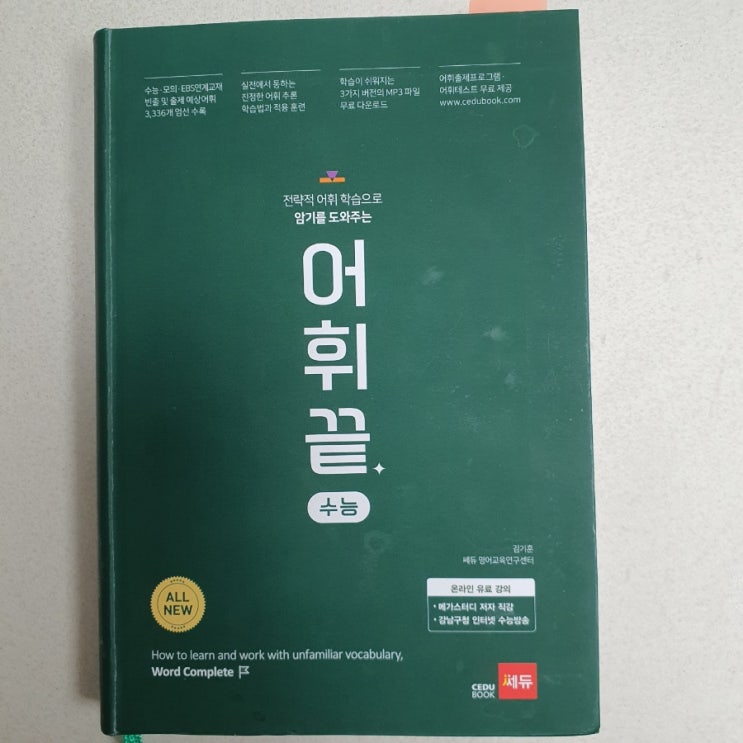 수능·모의·EBS연계교재
빈출 및 출제 예상어휘
3,336개 엄선 수록
실전에서 통하는
진정한 어휘 추론
학습법과 적용 훈련
학습이 쉬워지는
3가지 버전의 MP3 파일
무료 다운로드
어휘출제프로그램·
어휘테스트 무료 제공
www.cedubook.com
전략적 어휘 학습으로
암기를 도와주는
어
휘
끝
수능
김기훈
쎄듀 영어교육연구센터
ALL
NEW
온라인 유료 강의
• 메가스터디 저자 직강
• 강남구청 인터넷 수능방송
How to learn and work with unfamiliar vocabulary,
Word Complete
CEDU
BOOK
쎄듀